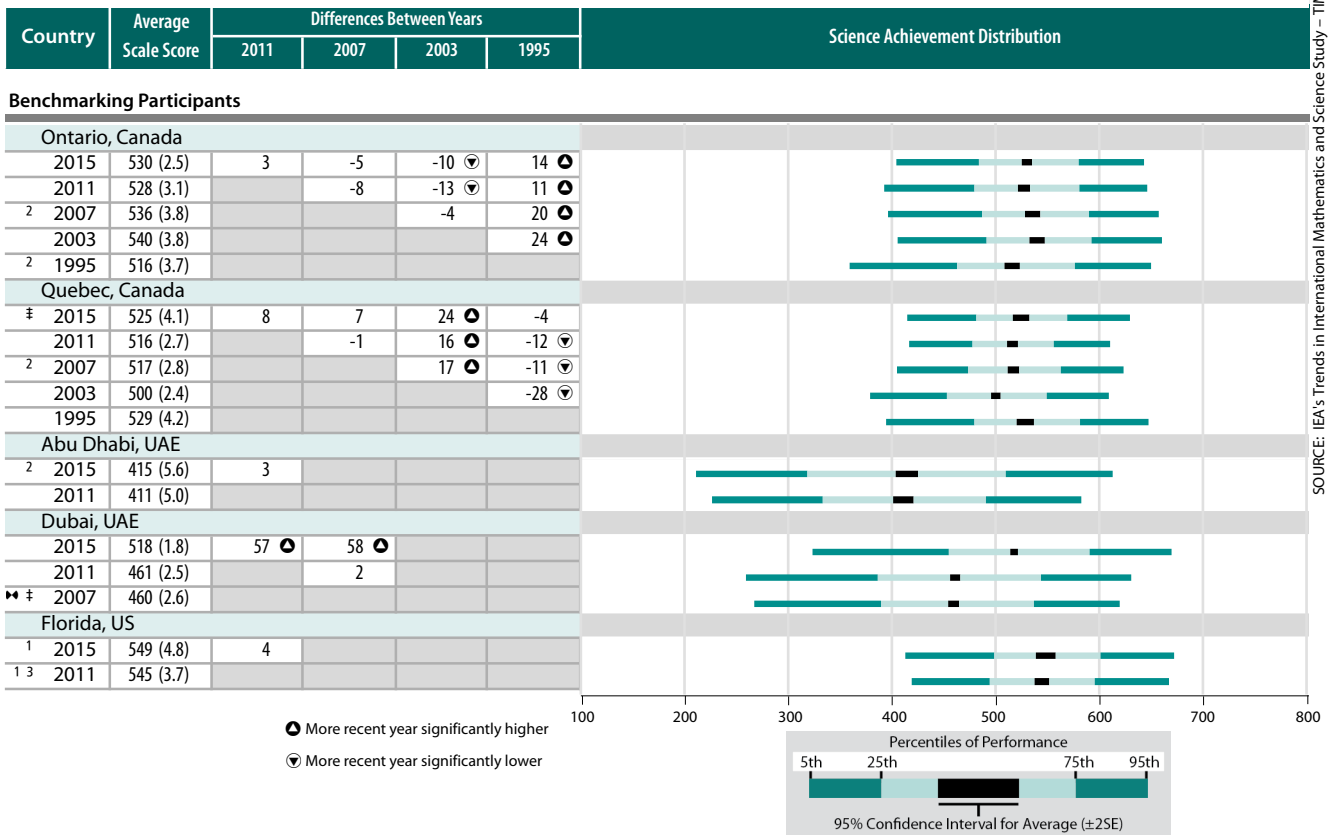 Country
Average
Scale Score
Differences Between Years
2011 2007 2003 1995
Science Achievement Distribution
Benchmarking Participants
Ontario, Canada
2015 530 (2.5) 3 -5 -10 14
2011 528 (3.1) -8 -13 11
2 2007 536 (3.8) -4 20
2003 540 (3.8) 24
2 1995 516 (3.7)
Quebec, Canada
‡ 2015 525 (4.1) 8 7 24 -4
2011 516 (2.7) -1 16 -12
2 2007 517 (2.8) 17 -11
2003 500 (2.4) -28
1995 529 (4.2)
Abu Dhabi, UAE
2 2015 415 (5.6) 3
2011 411 (5.0)
Dubai, UAE
2015 518 (1.8) 57 58
2011 461 (2.5) 2
‡ 2007 460 (2.6)
Florida, US
1 2015 549 (4.8) 4
1 3 2011 545 (3.7)
100 200 300 400 500 600 700 800
More recent year significantly higher
More recent year significantly lower
Percentiles of Performance
5th 25th 75th 95th
95% Confidence Interval for Average (±2SE)
SOURCE: IEA's Trends in International Mathematics and Science Study –